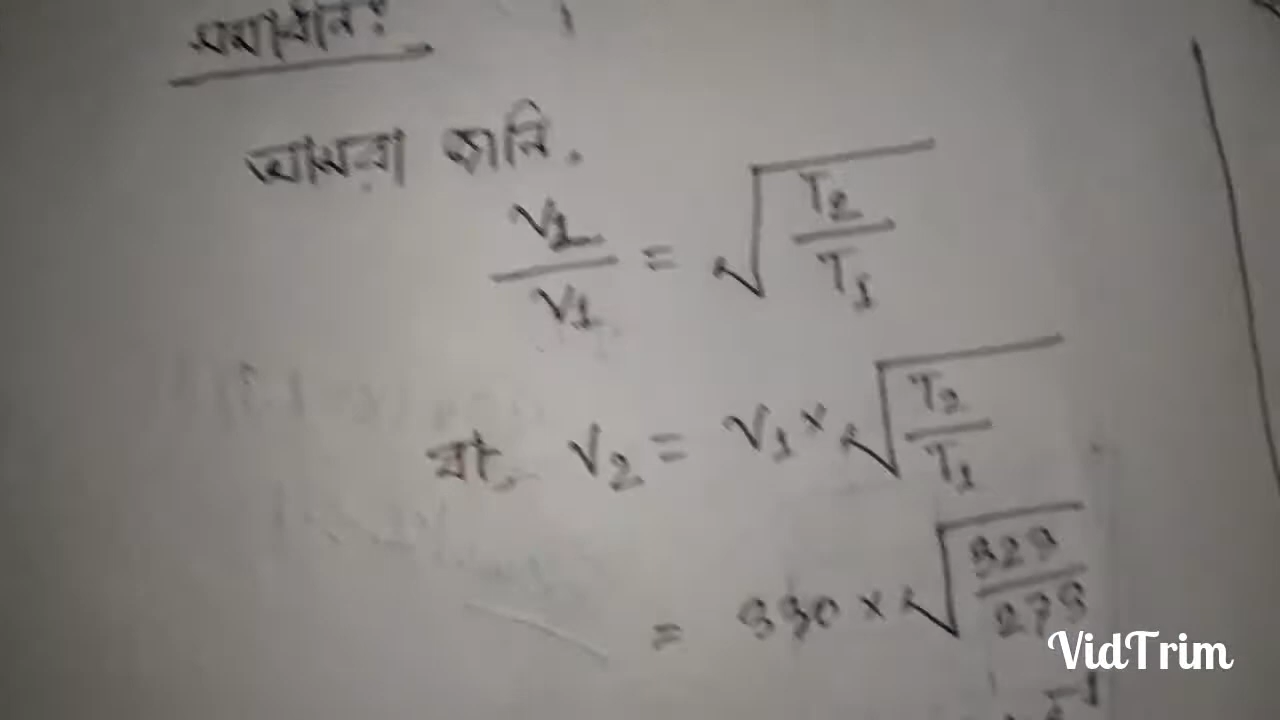 সমাধান:
আমরা জানি.
V2/V1 = √(T2/T1)
বা, V2 = V1 × √(T2/T1)
= 330 × √(323/273)
VidTrim